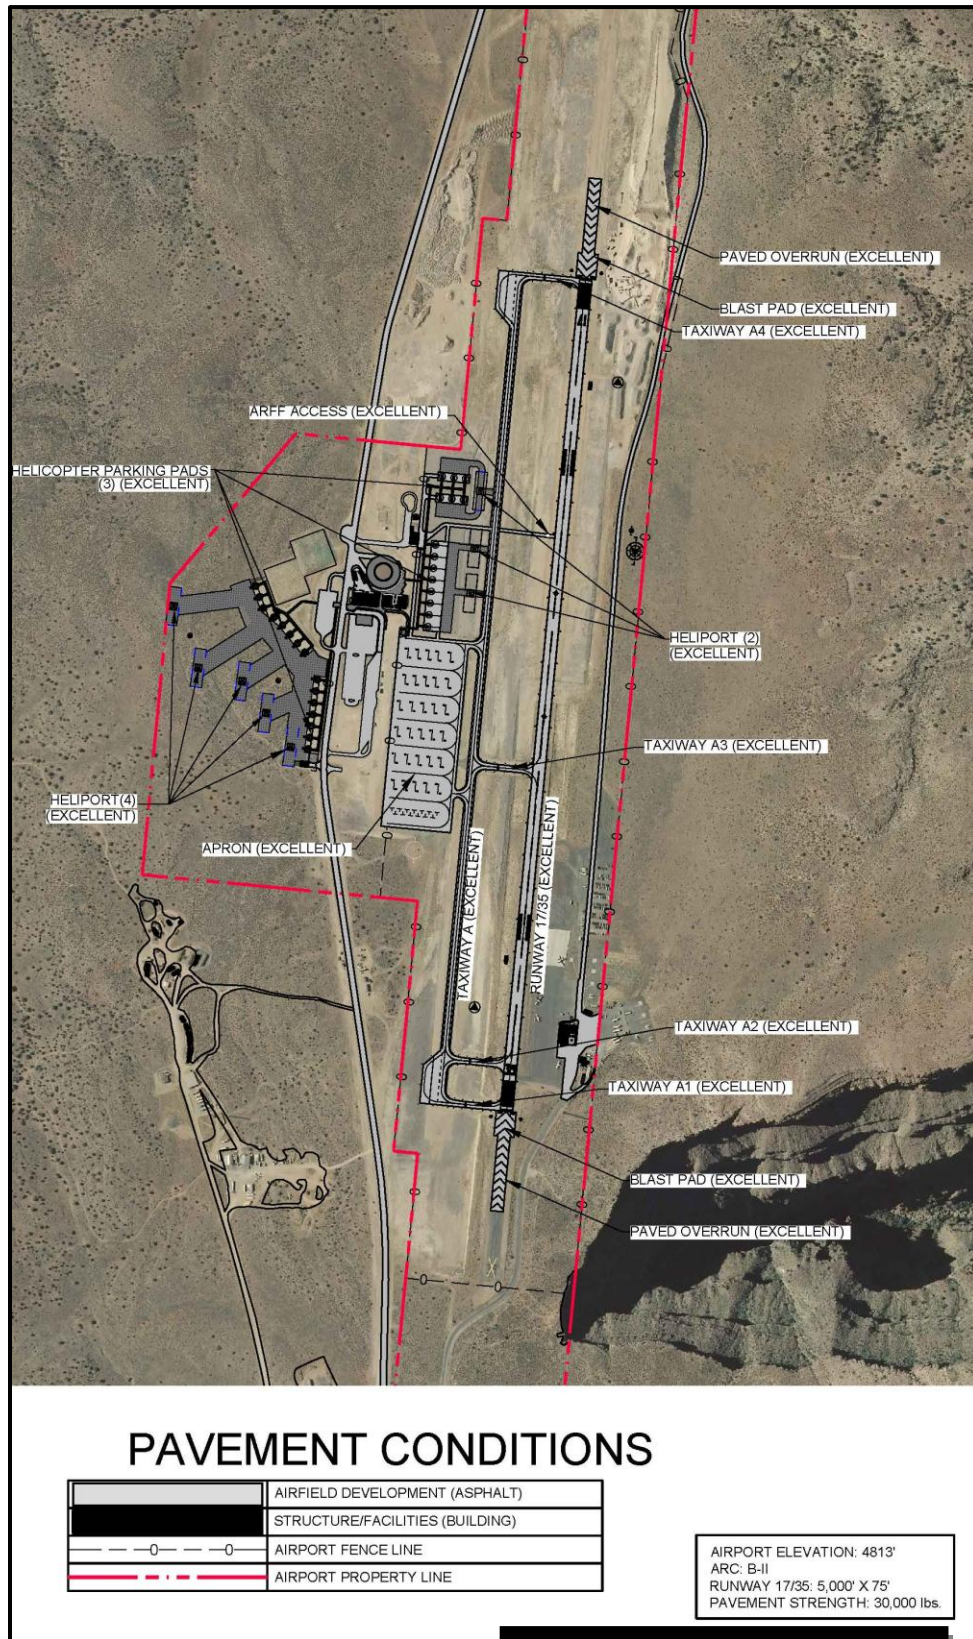 PAVED OVERRUN (EXCELLENT)
BLAST PAD (EXCELLENT)
TAXIWAY A4 (EXCELLENT)
ARFF ACCESS (EXCELLENT)
HELICOPTER PARKING PADS
(3) (EXCELLENT)
HELIPORT (2)
(EXCELLENT)
TAXIWAY A3 (EXCELLENT)
HELIPORT(4)
(EXCELLENT)
APRON (EXCELLENT)
TAXIWAY A (EXCELLENT)
RUNWAY 17/35 (EXCELLENT)
TAXIWAY A2 (EXCELLENT)
TAXIWAY A1 (EXCELLENT)
BLAST PAD (EXCELLENT)
PAVED OVERRUN (EXCELLENT)
PAVEMENT CONDITIONS
AIRFIELD DEVELOPMENT (ASPHALT)
STRUCTURE/FACILITIES (BUILDING)
AIRPORT FENCE LINE
AIRPORT PROPERTY LINE
AIRPORT ELEVATION: 4813'
ARC: B-II
RUNWAY 17/35: 5,000' X 75'
PAVEMENT STRENGTH: 30,000 lbs.